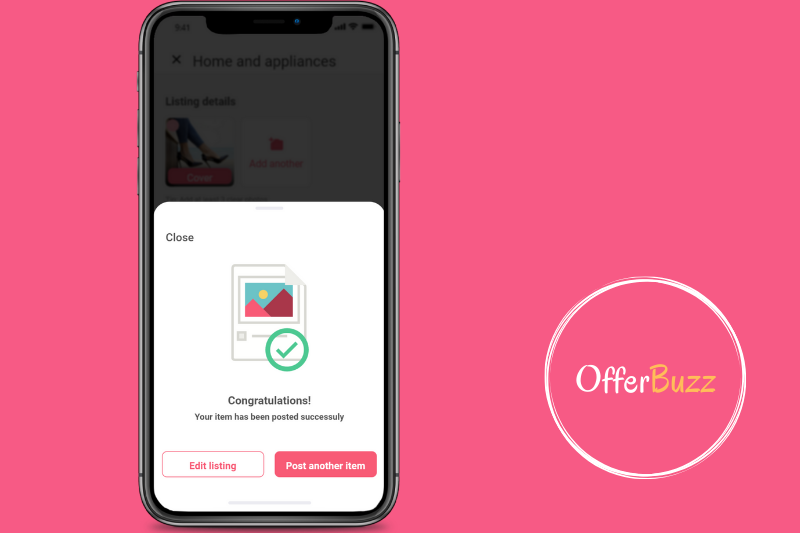 9:41
Home and appliances
Listing details
Add another
Cover
Close
Congratulations!
Your item has been posted successuly
Edit listing
Post another item
OfferBuzz